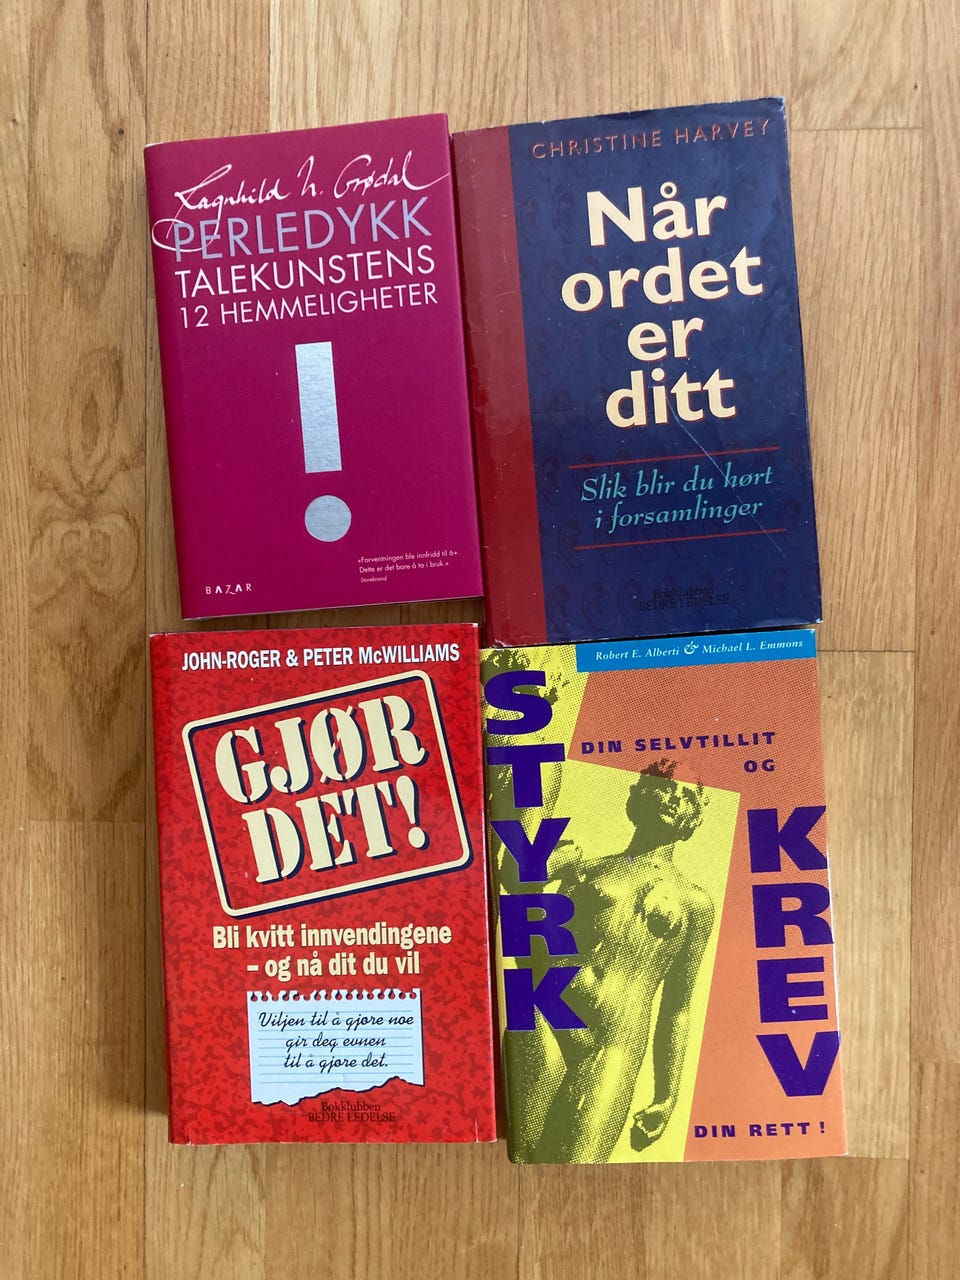 Ragnhild N. Grødal
PERLEDYKK
TALEKUNSTENS
12 HEMMELIGHETER
«Forventningen ble innfridd til 6+.
Dette er det bare å ta i bruk.»
Storebrand
BAZAR
CHRISTINE HARVEY
Når
ordet
er
ditt
Slik blir du hørt
i forsamlinger
Bokklubben
BEDRE LEDELSE
JOHN-ROGER & PETER McWILLIAMS
GJØR
DET!
Bli kvitt innvendingene
– og nå dit du vil
Viljen til å gjøre noe
gir deg evnen
til å gjøre det.
Bokklubben
BEDRE LEDELSE
Robert E. Alberti & Michael L. Emmons
STYRK
DIN SELVTILLIT
OG
KREV
DIN RETT!